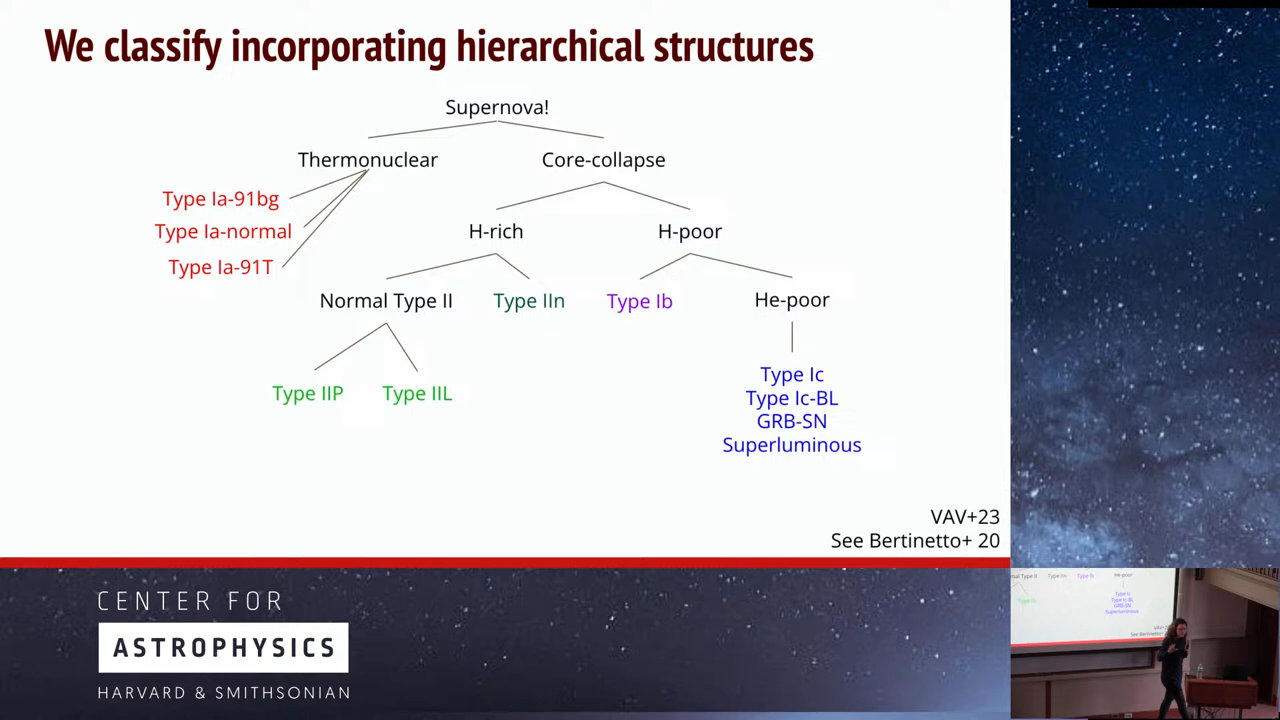 We classify incorporating hierarchical structures
Supernova!
Thermonuclear
Core-collapse
Type Ia-91bg
Type Ia-normal
Type Ia-91T
H-rich
H-poor
Normal Type II
Type IIn
Type Ib
He-poor
Type IIP
Type IIL
Type Ic
Type Ic-BL
GRB-SN
Superluminous
VAV+23
See Bertinetto+ 20
CENTER FOR
ASTROPHYSICS
HARVARD & SMITHSONIAN